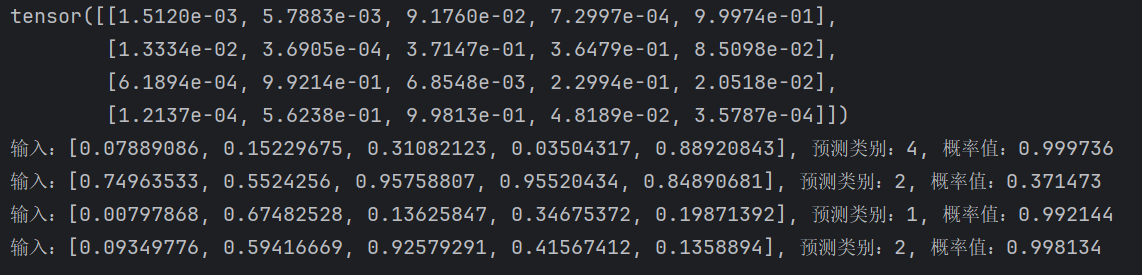 tensor([[1.5120e-03, 5.7883e-03, 9.1760e-02, 7.2997e-04, 9.9974e-01],
        [1.3334e-02, 3.6905e-04, 3.7147e-01, 3.6479e-01, 8.5098e-02],
        [6.1894e-04, 9.9214e-01, 6.8548e-03, 2.2994e-01, 2.0518e-02],
        [1.2137e-04, 5.6238e-01, 9.9813e-01, 4.8189e-02, 3.5787e-04]])
输入：[0.07889086, 0.15229675, 0.31082123, 0.03504317, 0.88920843], 预测类别：4, 概率值：0.999736
输入：[0.74963533, 0.5524256, 0.95758807, 0.95520434, 0.84890681], 预测类别：2, 概率值：0.371473
输入：[0.00797868, 0.67482528, 0.13625847, 0.34675372, 0.19871392], 预测类别：1, 概率值：0.992144
输入：[0.09349776, 0.59416669, 0.92579291, 0.41567412, 0.1358894], 预测类别：2, 概率值：0.998134